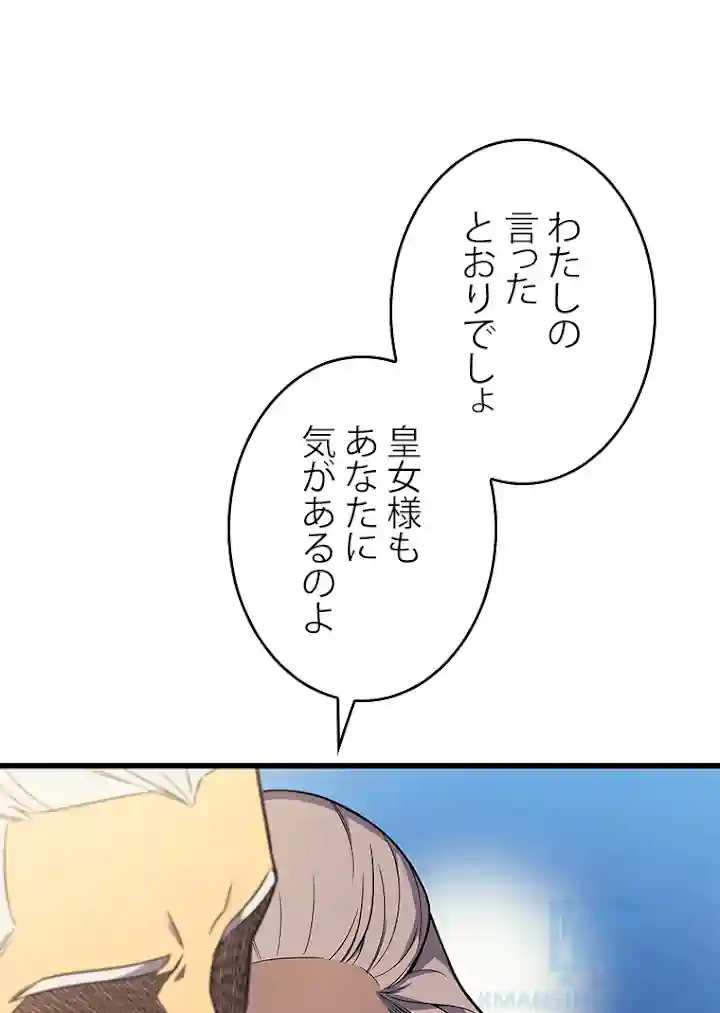 わたしの
言った
とおりでしょ
皇女様も
あなたに
気があるのよ